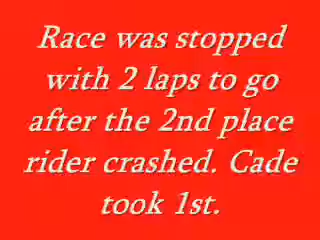 Race was stopped
with 2 laps to go
after the 2nd place
rider crashed. Cade
took 1st.